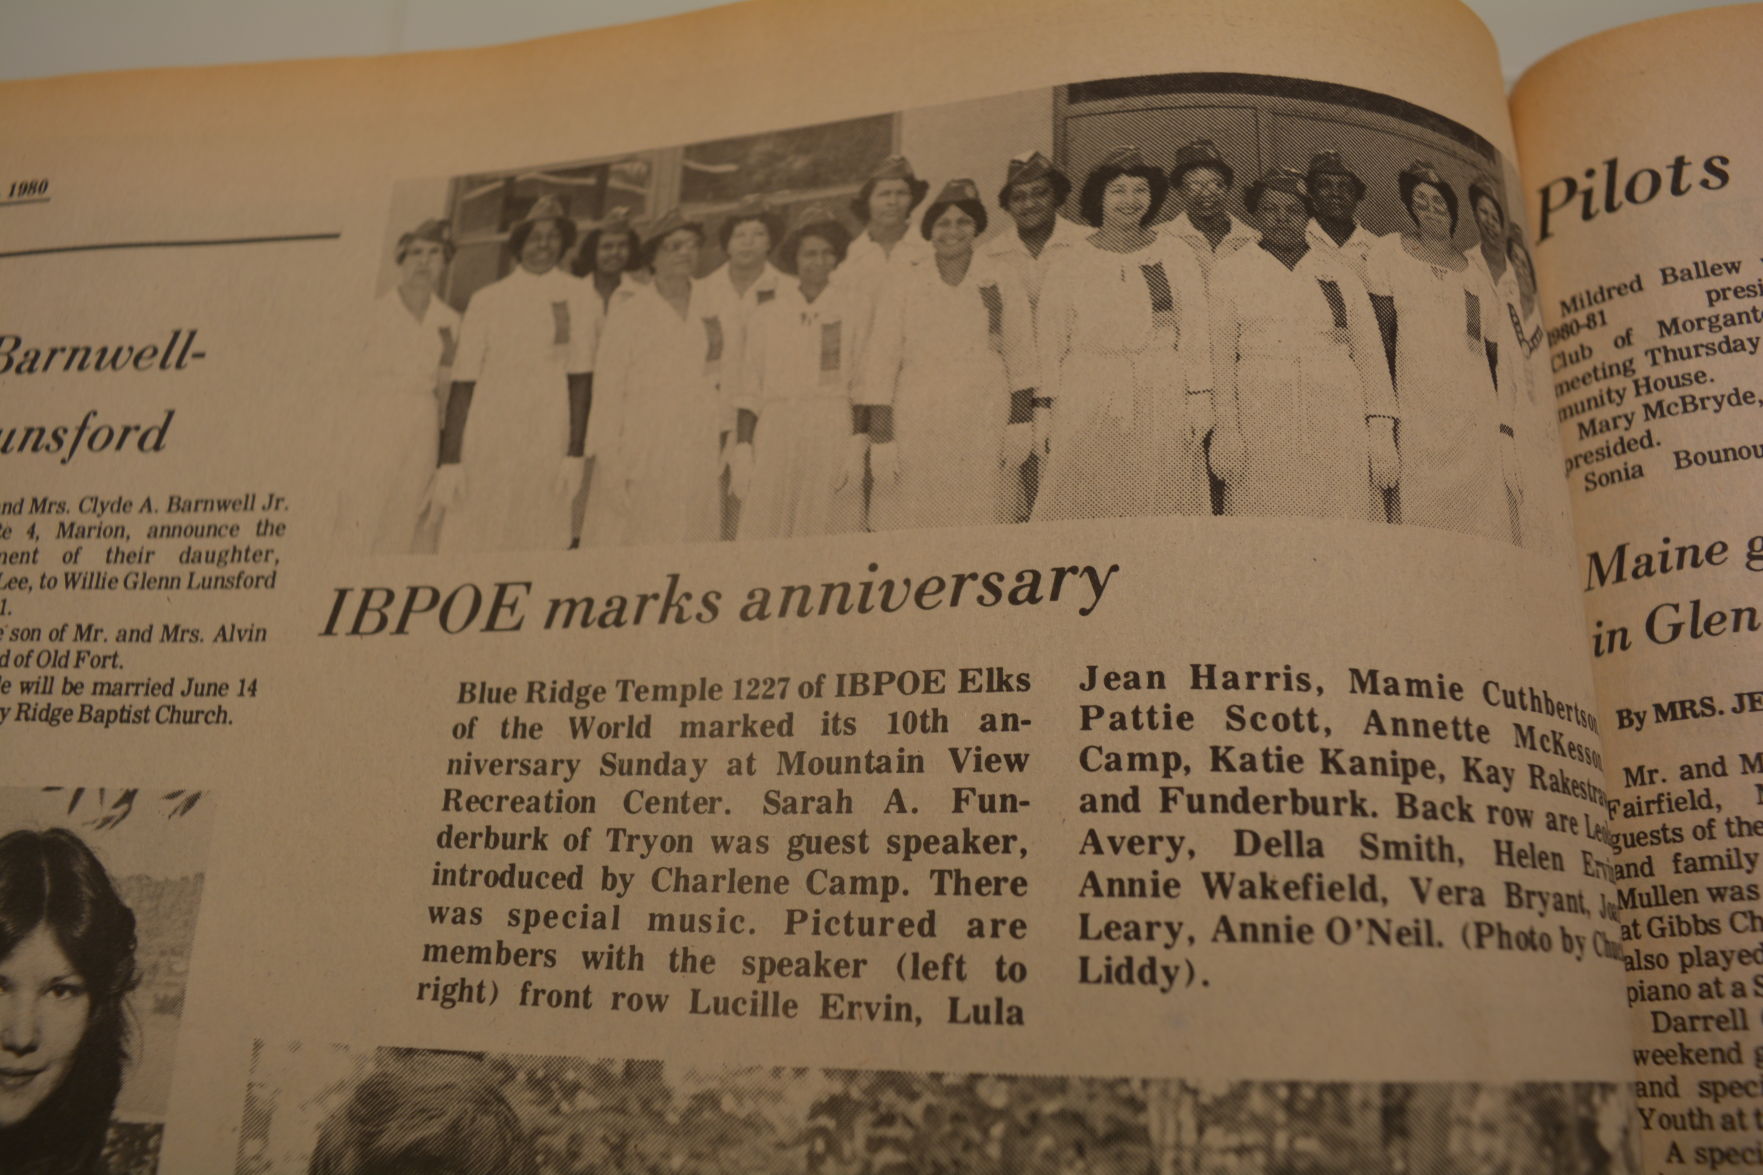 1980
Barnwell-
unsford
nd Mrs. Clyde A. Barnwell Jr.
4, Marion, announce the
of their daughter,
Lee, to Willie Glenn Lunsford
1.
son of Mr. and Mrs. Alvin
of Old Fort.
will be married June 14
Ridge Baptist Church.
IBPOE marks anniversary
Blue Ridge Temple 1227 of IBPOE Elks
of the World marked its 10th an-
niversary Sunday at Mountain View
Recreation Center. Sarah A. Fun-
derburk of Tryon was guest speaker,
introduced by Charlene Camp. There
was special music. Pictured are
members with the speaker (left to
right) front row Lucille Ervin, Lula
Jean Harris, Mamie Cuthbertson
Pattie Scott, Annette McKesson
Camp, Katie Kanipe, Kay
and Funderburk. Back row are
Avery, Della Smith, Helen
Annie Wakefield, Vera Bryant,
Leary, Annie O'Neil. (Photo by
Liddy).
Pilots
Mildred Ballew
presi
1980-81
Club of Morgant
meeting Thursday
munity House.
Mary McBryde,
presided.
Sonia Bounou
Maine g
in Glen
By MRS. JE
Mr. and M
Fairfield,
guests of the
and family
Mullen was
at Gibbs Ch
also played
piano at a S
Darrell
weekend g
and spec
Youth at t
A spec